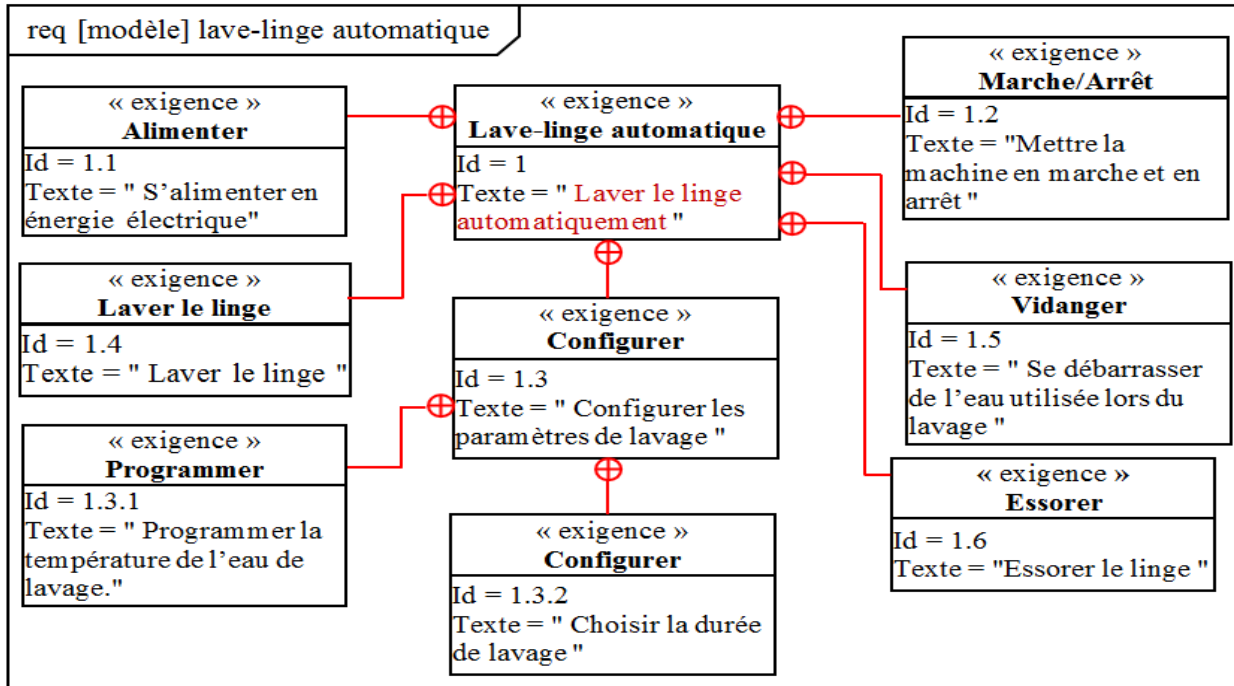 req [modèle] lave-linge automatique
« exigence »
Alimenter
Id = 1.1
Texte = " S’alimenter en
énergie électrique"
« exigence »
Lave-linge automatique
Id = 1
Texte = " Laver le linge
automatiquement "
« exigence »
Marche/Arrêt
Id = 1.2
Texte = "Mettre la
machine en marche et en
arrêt "
« exigence »
Laver le linge
Id = 1.4
Texte = " Laver le linge "
« exigence »
Configurer
Id = 1.3
Texte = " Configurer les
paramètres de lavage "
« exigence »
Vidanger
Id = 1.5
Texte = " Se débarrasser
de l’eau utilisée lors du
lavage "
« exigence »
Programmer
Id = 1.3.1
Texte = " Programmer la
température de l’eau de
lavage."
« exigence »
Configurer
Id = 1.3.2
Texte = " Choisir la durée
de lavage "
« exigence »
Essorer
Id = 1.6
Texte = "Essorer le linge "